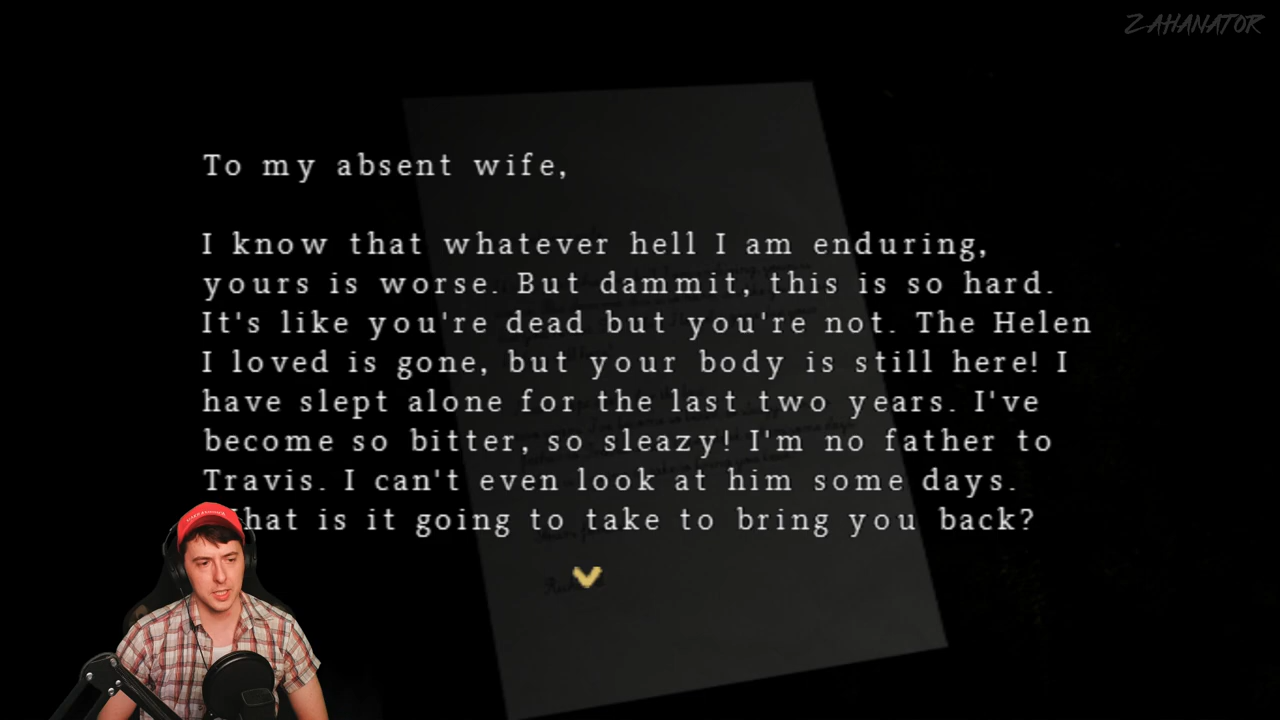 ZAHANATOR
To my absent wife,
I know that whatever hell I am enduring,
yours is worse. But dammit, this is so hard.
It's like you're dead but you're not. The Helen
I loved is gone, but your body is still here! I
have slept alone for the last two years. I've
become so bitter, so sleazy! I'm no father to
Travis. I can't even look at him some days.
hat is it going to take to bring you back?